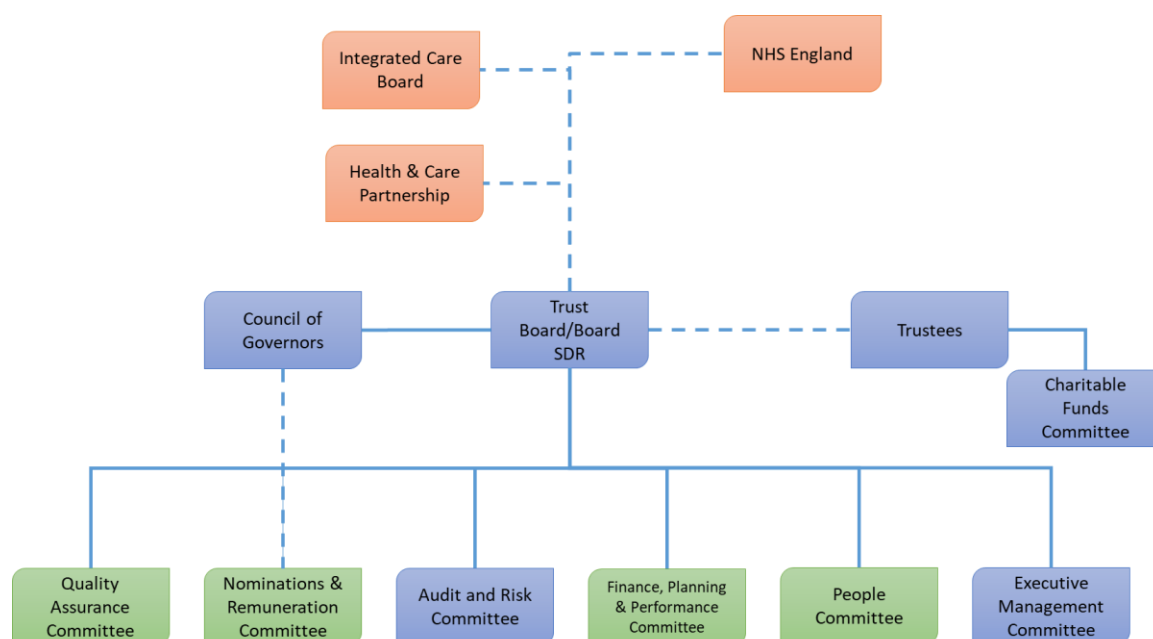 Integrated Care
Board
NHS England
Health & Care
Partnership
Council of
Governors
Trust
Board/Board
SDR
Trustees
Charitable
Funds
Committee
Quality
Assurance
Committee
Nominations &
Remuneration
Committee
Audit and Risk
Committee
Finance, Planning
& Performance
Committee
People
Committee
Executive
Management
Committee